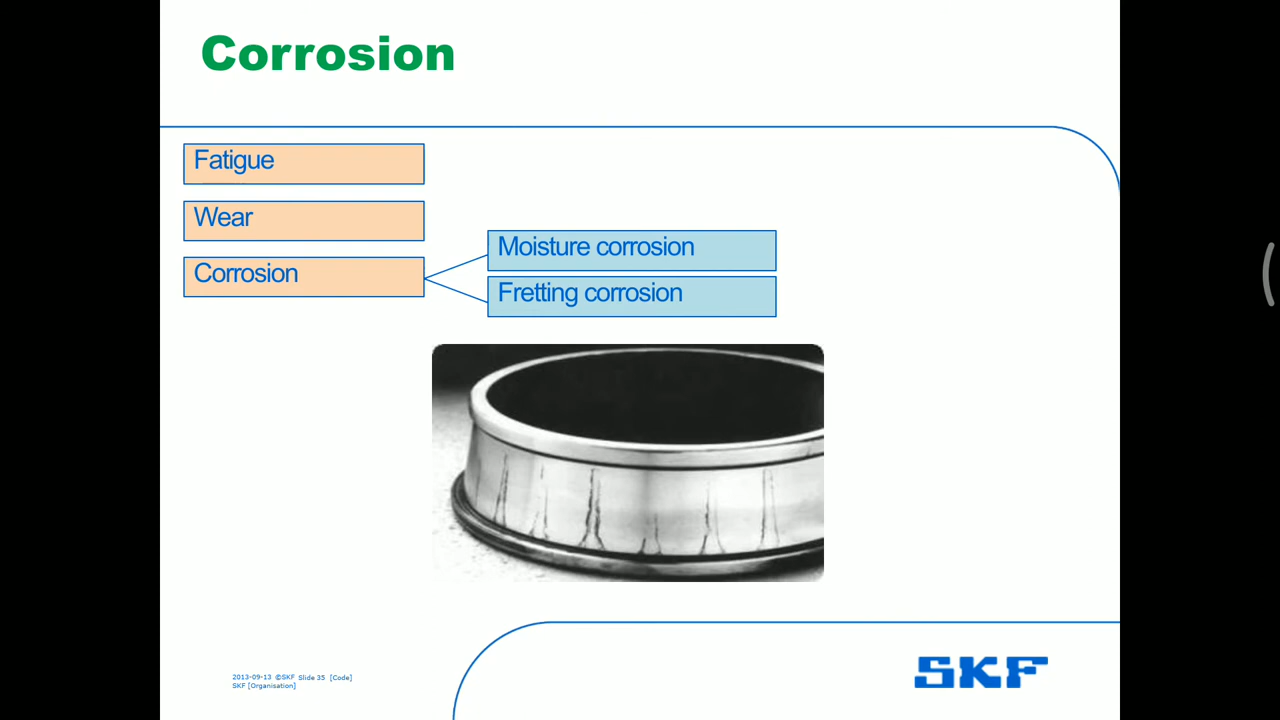 Corrosion
Fatigue
Wear
Corrosion
Moisture corrosion
Fretting corrosion
2013-09-13 ©SKF Slide 35 [Code]
SKF [Organisation]
SKF